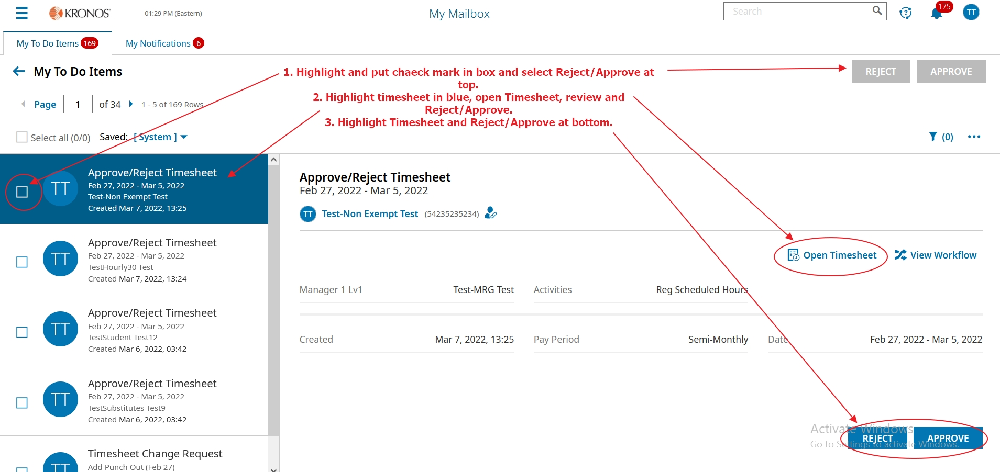 KRONOS
01:29 PM (Eastern)
My Mailbox
Search
?
175
TT
My To Do Items 169
My Notifications 6
My To Do Items
1. Highlight and put chaeck mark in box and select Reject/Approve at
top.
2. Highlight timesheet in blue, open Timesheet, review and
Reject/Approve.
3. Highlight Timesheet and Reject/Approve at bottom.
REJECT
APPROVE
Page 1 of 34 1 - 5 of 169 Rows
Select all (0/0) Saved: [ System ]
(0)
TT
Approve/Reject Timesheet
Feb 27, 2022 - Mar 5, 2022
Test-Non Exempt Test
Created Mar 7, 2022, 13:25
TT
Approve/Reject Timesheet
Feb 27, 2022 - Mar 5, 2022
TestHourly30 Test
Created Mar 7, 2022, 13:24
TT
Approve/Reject Timesheet
Feb 27, 2022 - Mar 5, 2022
TestStudent Test12
Created Mar 6, 2022, 03:42
TT
Approve/Reject Timesheet
Feb 27, 2022 - Mar 5, 2022
TestSubstitutes Test9
Created Mar 6, 2022, 03:42
TT
Timesheet Change Request
Add Punch Out (Feb 27)
Approve/Reject Timesheet
Feb 27, 2022 - Mar 5, 2022
TT Test-Non Exempt Test (54235235234)
Open Timesheet
View Workflow
Manager 1 Lv1 Test-MRG Test
Activities Reg Scheduled Hours
Created Mar 7, 2022, 13:25
Pay Period Semi-Monthly
Date Feb 27, 2022 - Mar 5, 2022
Activate Windows
Go to Settings to activate Windows.
REJECT
APPROVE